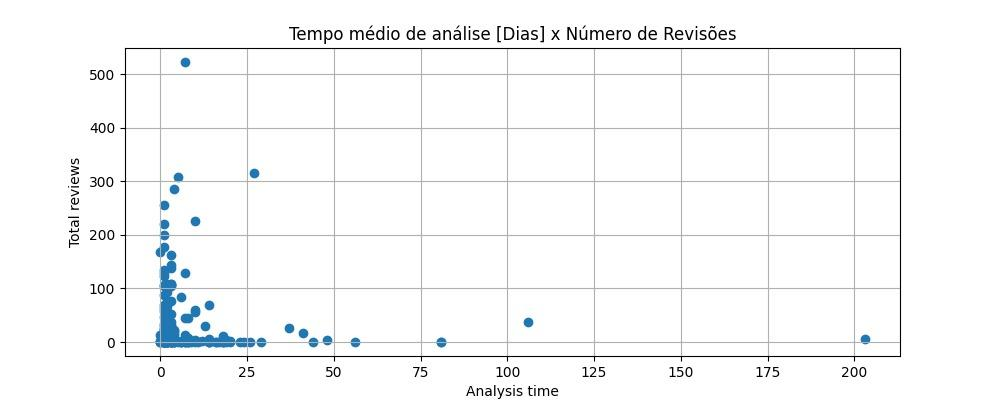 Tempo médio de análise [Dias] x Número de Revisões
Total reviews
500
400
300
200
100
0
0 25 50 75 100 125 150 175 200
Analysis time